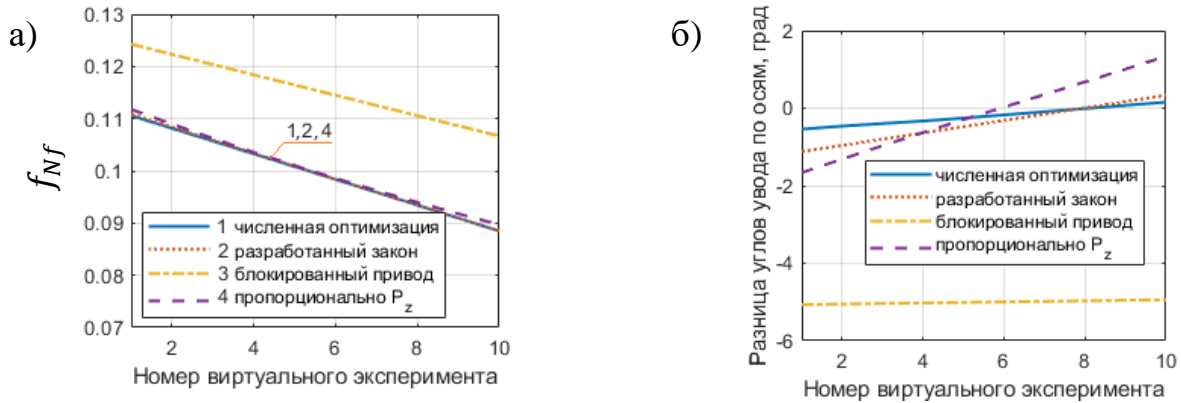 а)
f_Nf
0.13
0.12
0.11
0.1
0.09
0.08
0.07
1,2,4
1 численная оптимизация
2 разработанный закон
3 блокированный привод
4 пропорционально P_z
2 4 6 8 10
Номер виртуального эксперимента
б)
Разница углов увода по осям, град
2
0
-2
-4
-6
численная оптимизация
разработанный закон
блокированный привод
пропорционально P_z
2 4 6 8 10
Номер виртуального эксперимента